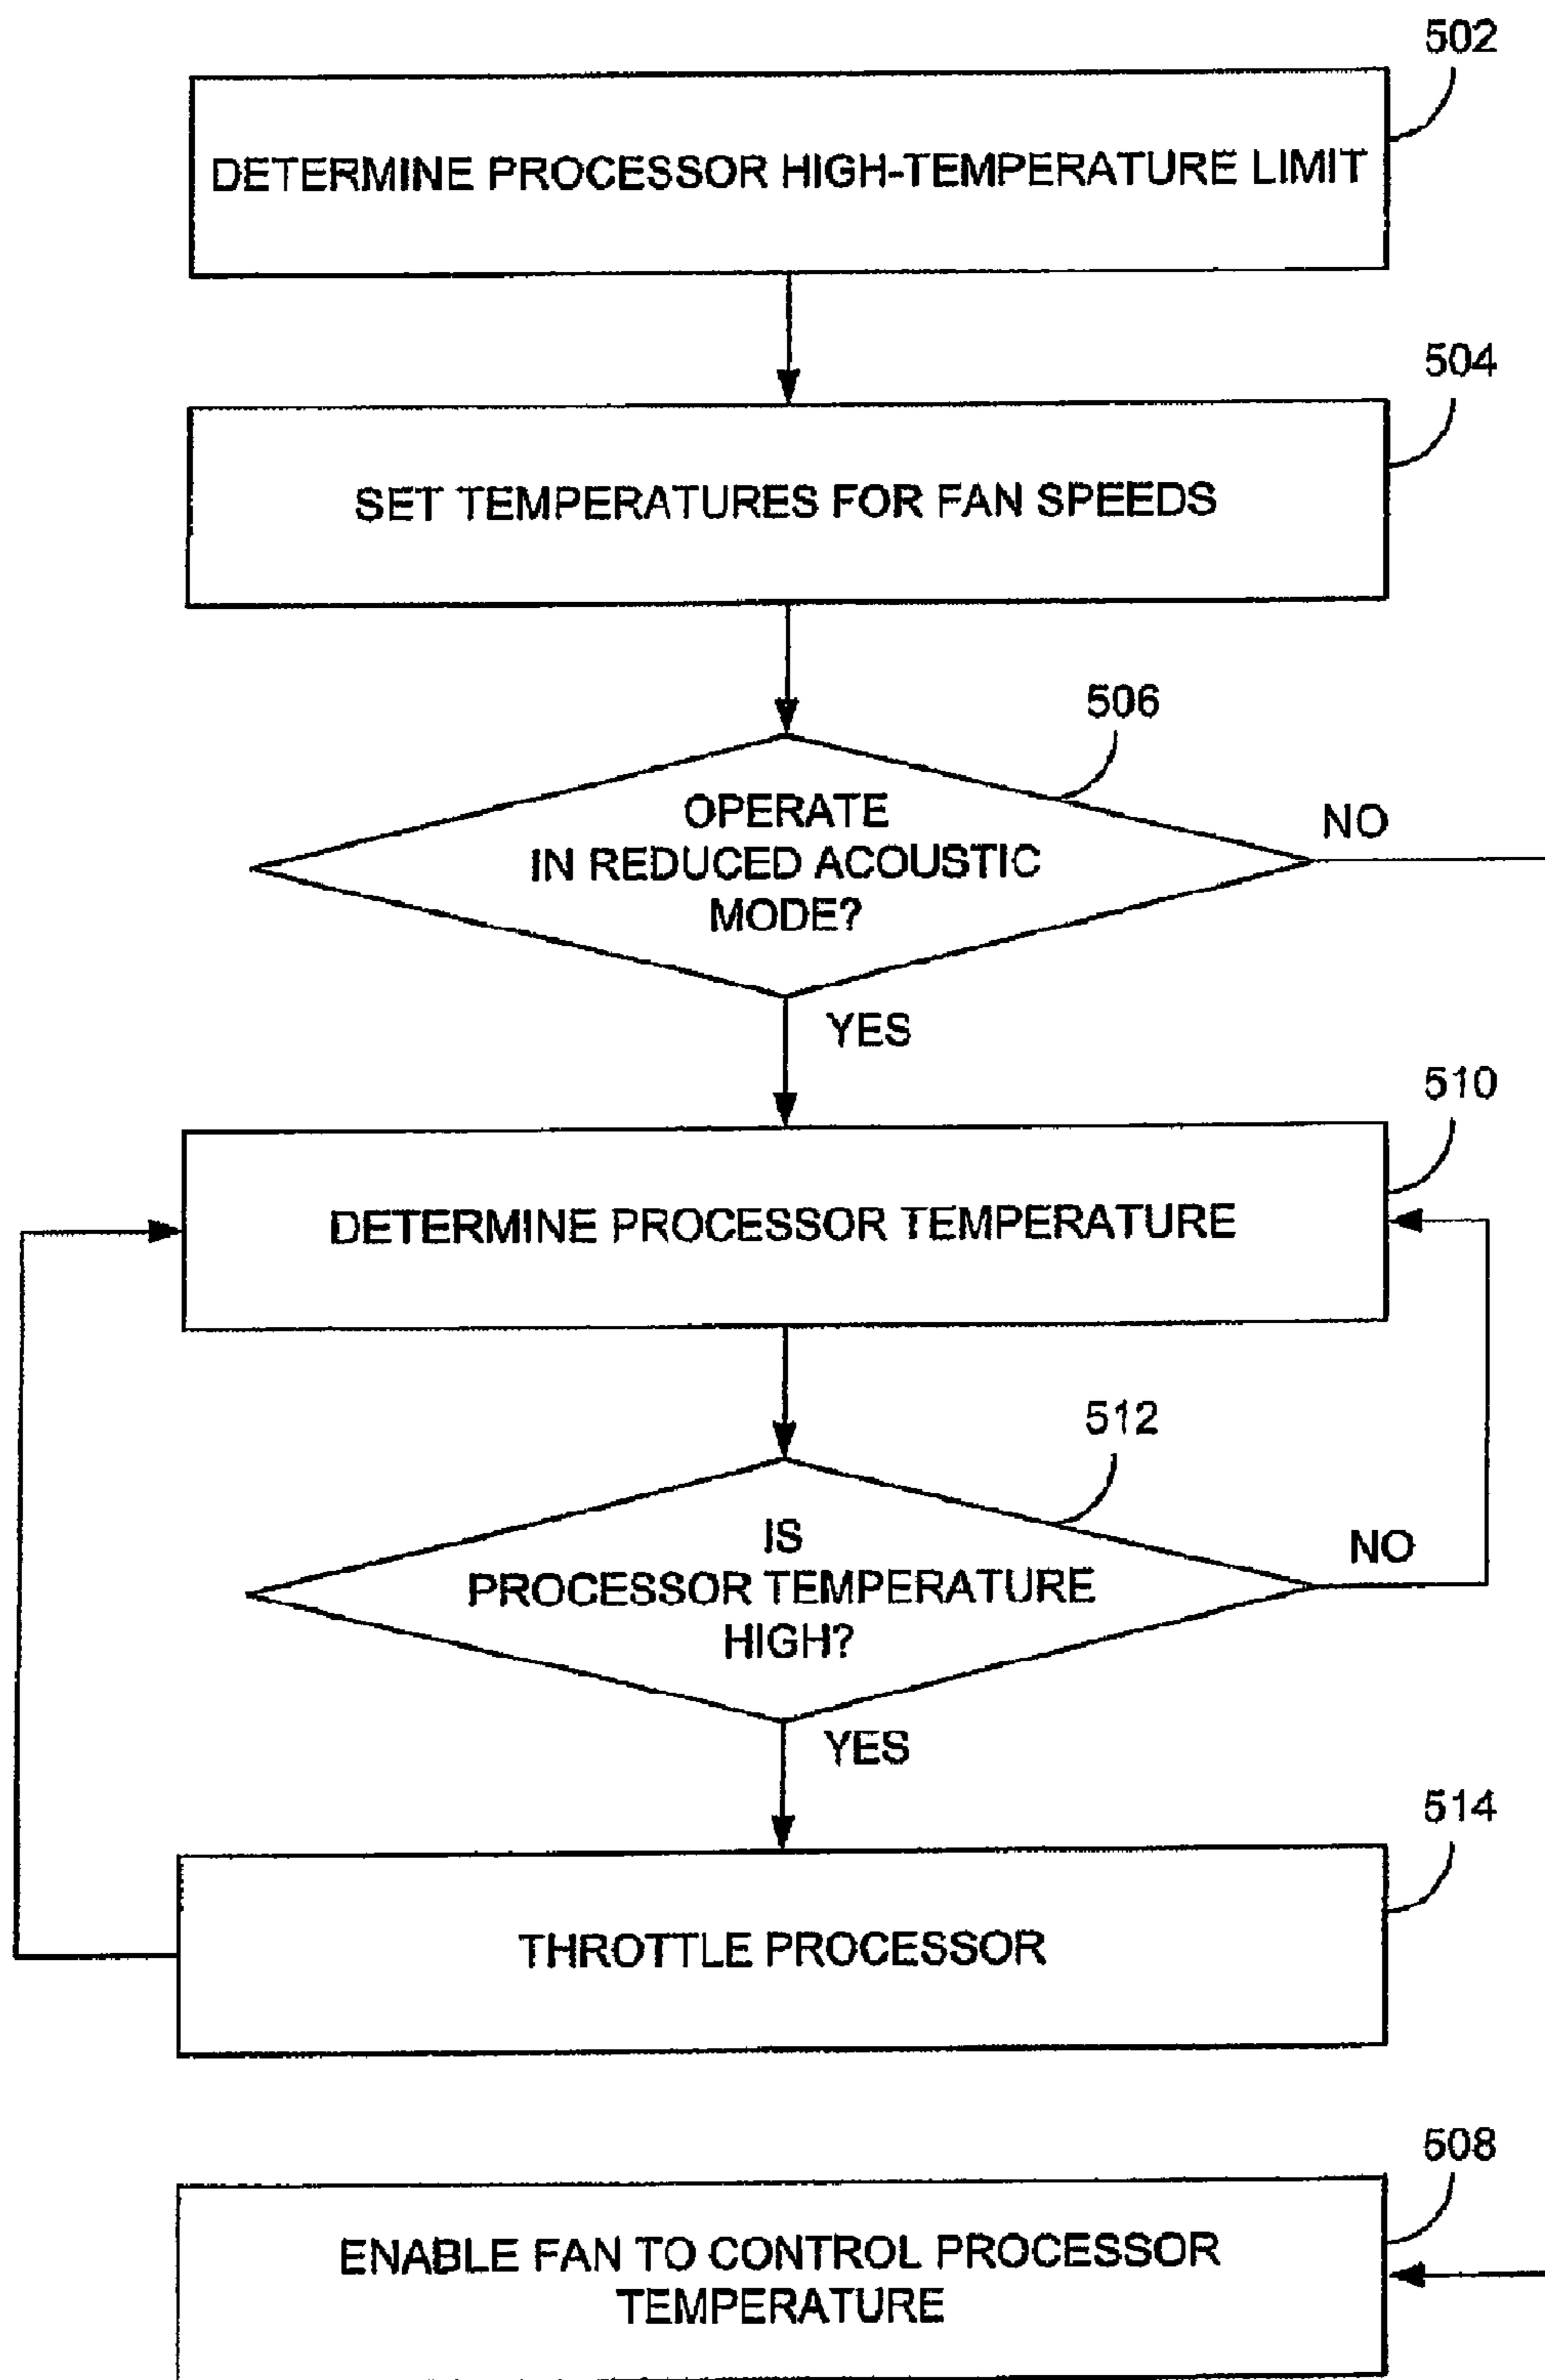 502
DETERMINE PROCESSOR HIGH-TEMPERATURE LIMIT
504
SET TEMPERATURES FOR FAN SPEEDS
506
OPERATE
IN REDUCED ACOUSTIC
MODE?
NO
YES
510
DETERMINE PROCESSOR TEMPERATURE
512
IS
PROCESSOR TEMPERATURE
HIGH?
NO
YES
514
THROTTLE PROCESSOR
508
ENABLE FAN TO CONTROL PROCESSOR
TEMPERATURE